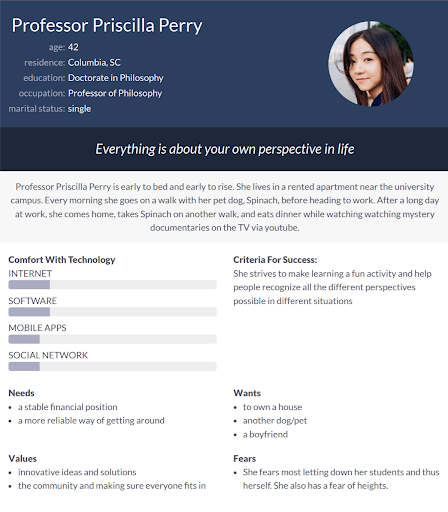 Professor Priscilla Perry
age: 42
residence: Columbia, SC
education: Doctorate in Philosophy
occupation: Professor of Philosophy
marital status: single
Everything is about your own perspective in life
Professor Priscilla Perry is early to bed and early to rise. She lives in a rented apartment near the university
campus. Every morning she goes on a walk with her pet dog, Spinach, before heading to work. After a long day
at work, she comes home, takes Spinach on another walk, and eats dinner while watching watching mystery
documentaries on the TV via youtube.
Comfort With Technology
INTERNET
SOFTWARE
MOBILE APPS
SOCIAL NETWORK
Criteria For Success:
She strives to make learning a fun activity and help
people recognize all the different perspectives
possible in different situations
Needs
• a stable financial position
• a more reliable way of getting around
Wants
• to own a house
• another dog/pet
• a boyfriend
Values
• innovative ideas and solutions
• the community and making sure everyone fits in
Fears
• She fears most letting down her students and thus
herself. She also has a fear of heights.